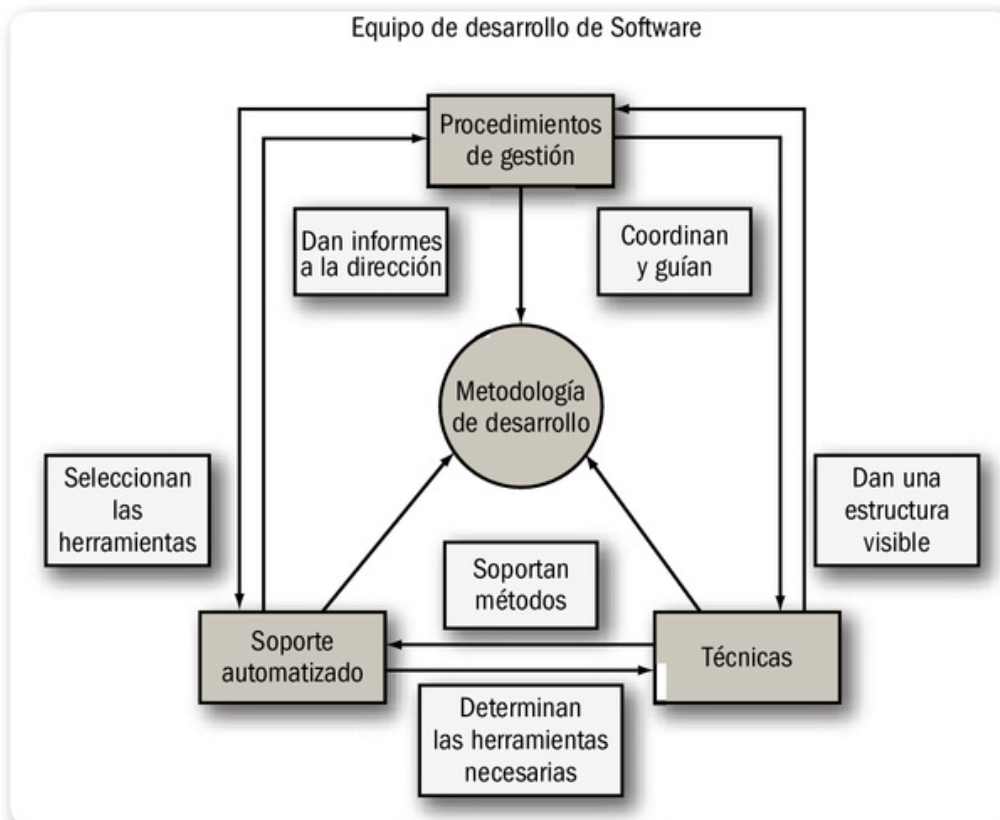 Equipo de desarrollo de Software
Procedimientos
de gestión
Dan informes
a la dirección
Coordinan
y guían
Metodología
de desarrollo
Seleccionan
las
herramientas
Dan una
estructura
visible
Soportan
métodos
Soporte
automatizado
Técnicas
Determinan
las herramientas
necesarias